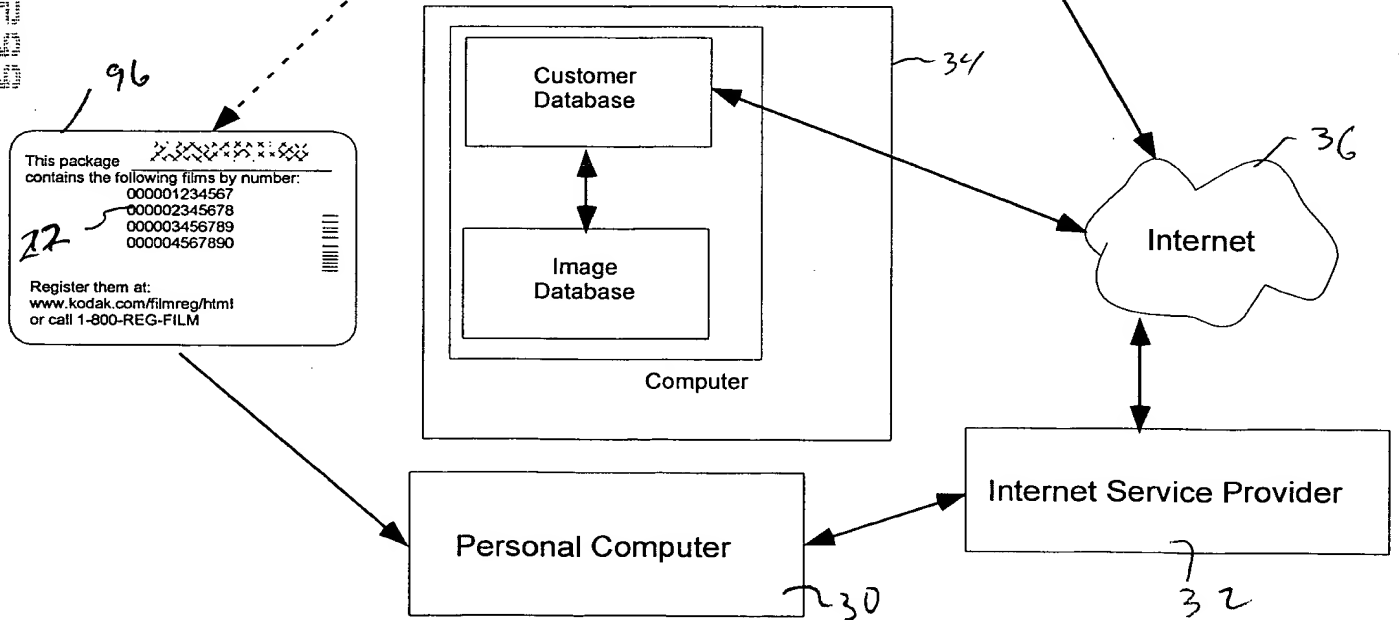 96
This package
contains the following films by number:
000001234567
000002345678
000003456789
000004567890
22
Register them at:
www.kodak.com/filmreg/html
or call 1-800-REG-FILM
Customer
Database
Image
Database
Computer
34
36
Internet
Personal Computer
30
Internet Service Provider
32